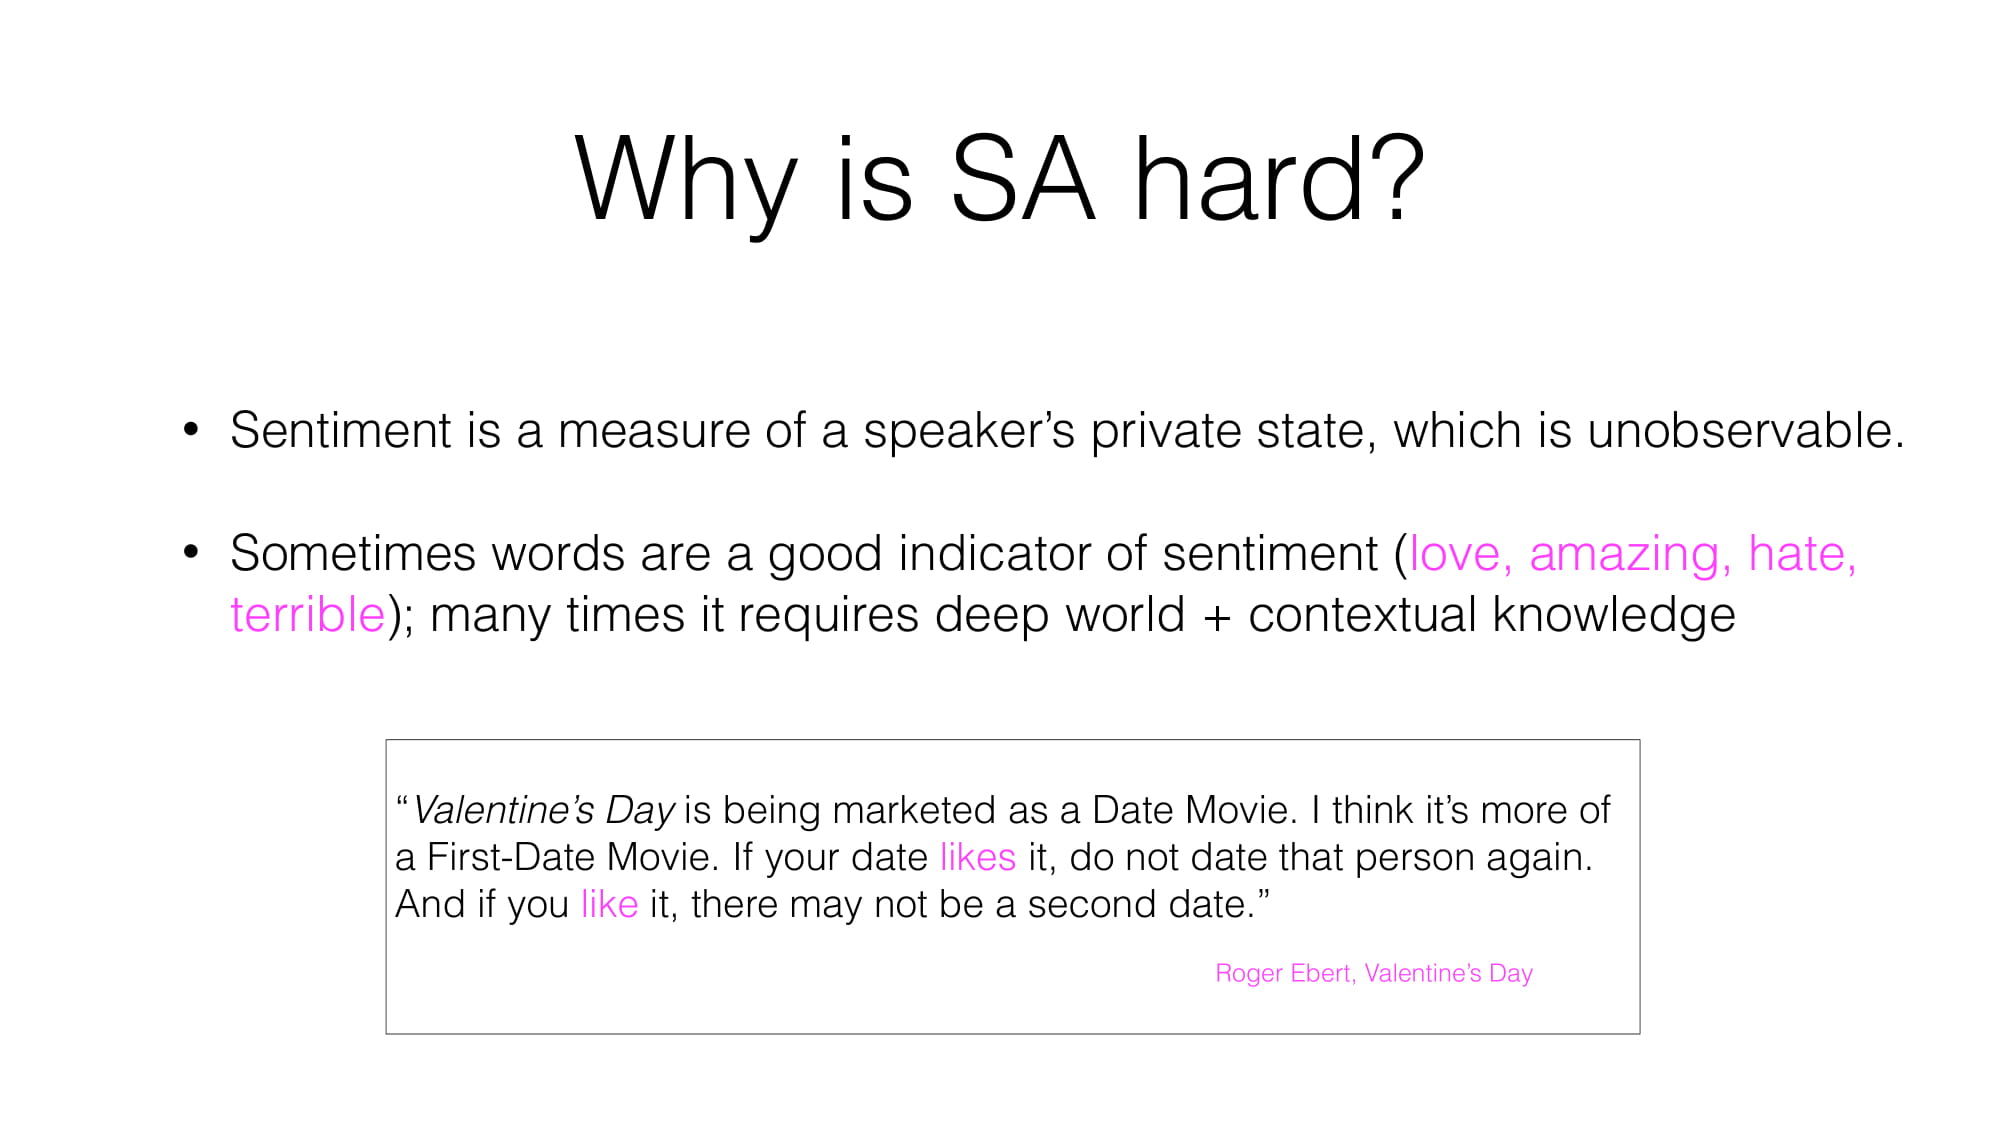 Why is SA hard?
• Sentiment is a measure of a speaker’s private state, which is unobservable.
• Sometimes words are a good indicator of sentiment (love, amazing, hate,
terrible); many times it requires deep world + contextual knowledge
“Valentine’s Day is being marketed as a Date Movie. I think it’s more of
a First-Date Movie. If your date likes it, do not date that person again.
And if you like it, there may not be a second date.”
Roger Ebert, Valentine’s Day